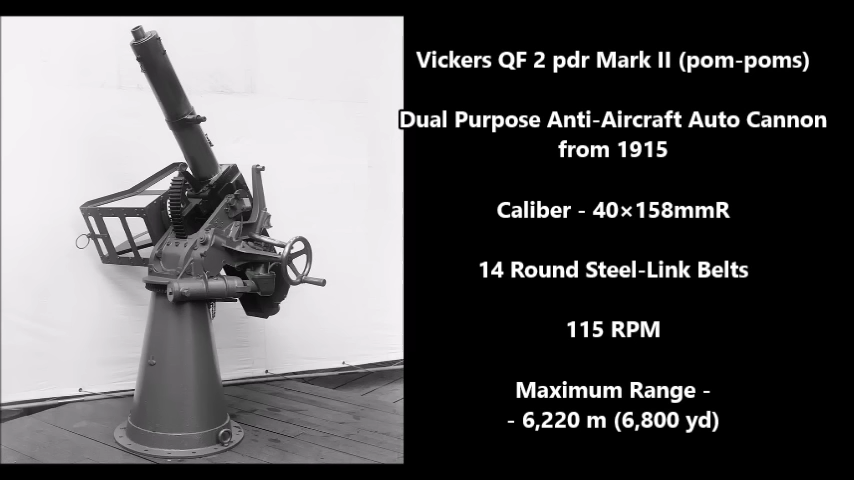 Vickers QF 2 pdr Mark II (pom-poms)
Dual Purpose Anti-Aircraft Auto Cannon
from 1915
Caliber - 40×158mmR
14 Round Steel-Link Belts
115 RPM
Maximum Range -
- 6,220 m (6,800 yd)